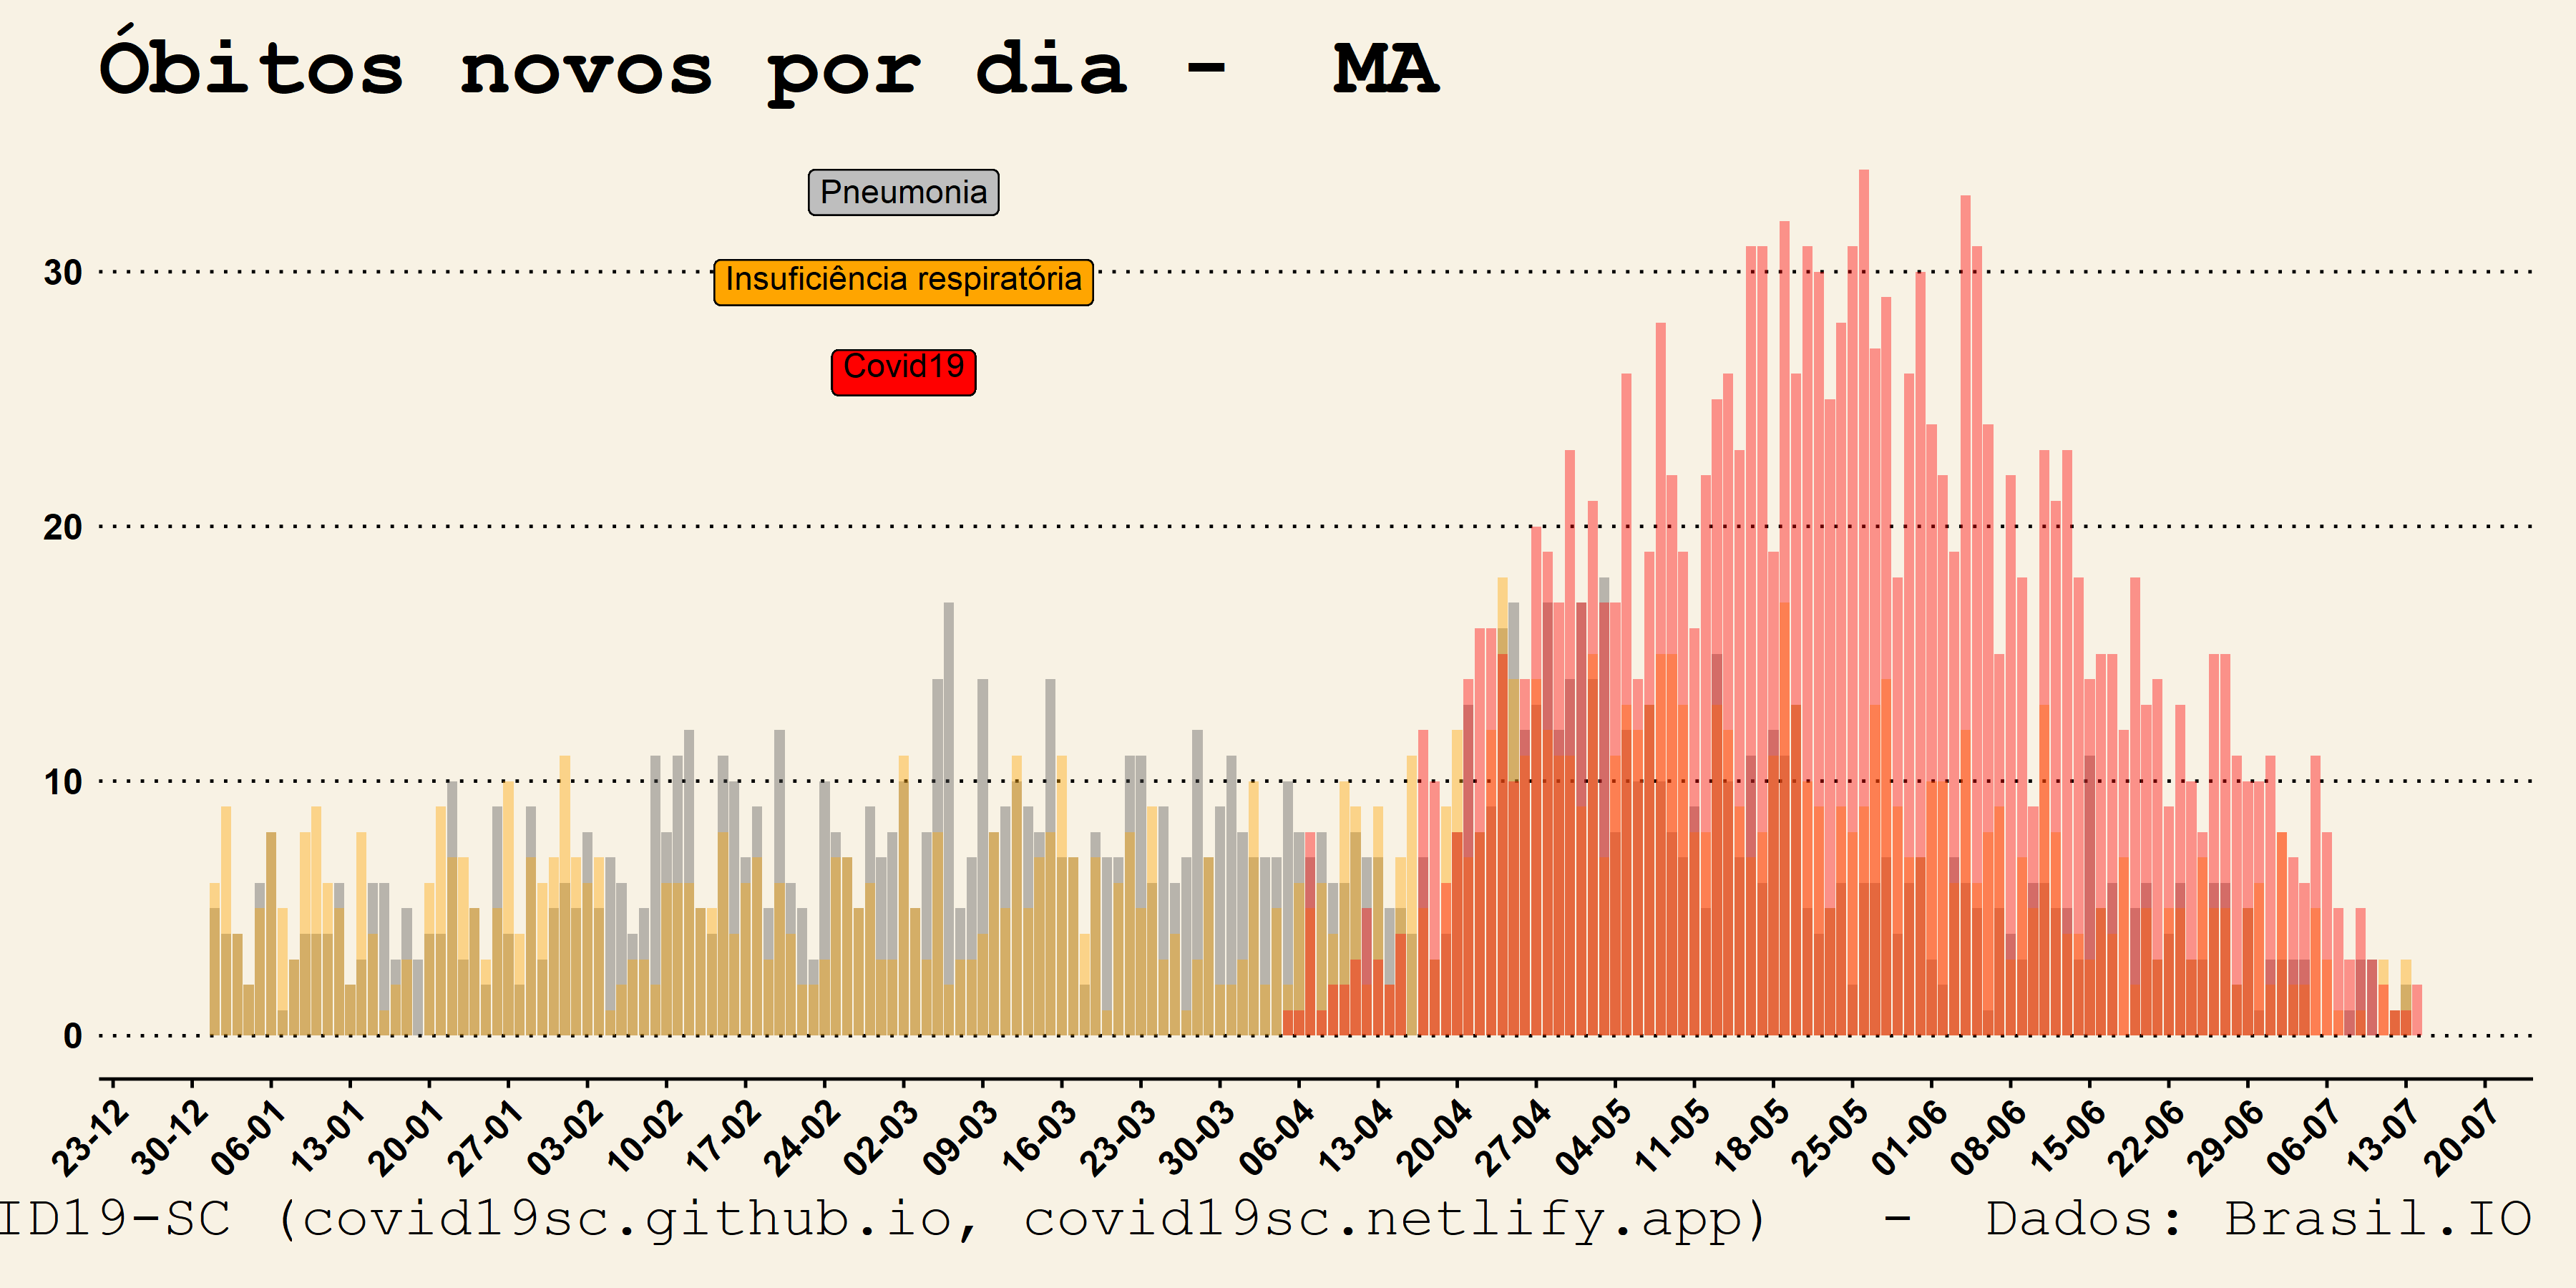 Óbitos novos por dia - MA
Pneumonia
Insuficiência respiratória
Covid19
30
20
10
0
23-12 30-12 06-01 13-01 20-01 27-01 03-02 10-02 17-02 24-02 02-03 09-03 16-03 23-03 30-03 06-04 13-04 20-04 27-04 04-05 11-05 18-05 25-05 01-06 08-06 15-06 22-06 29-06 06-07 13-07 20-07
ID19-SC (covid19sc.github.io, covid19sc.netlify.app) - Dados: Brasil.IO